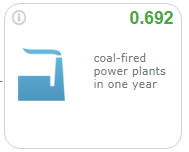 0.692
coal-fired
power plants
in one year